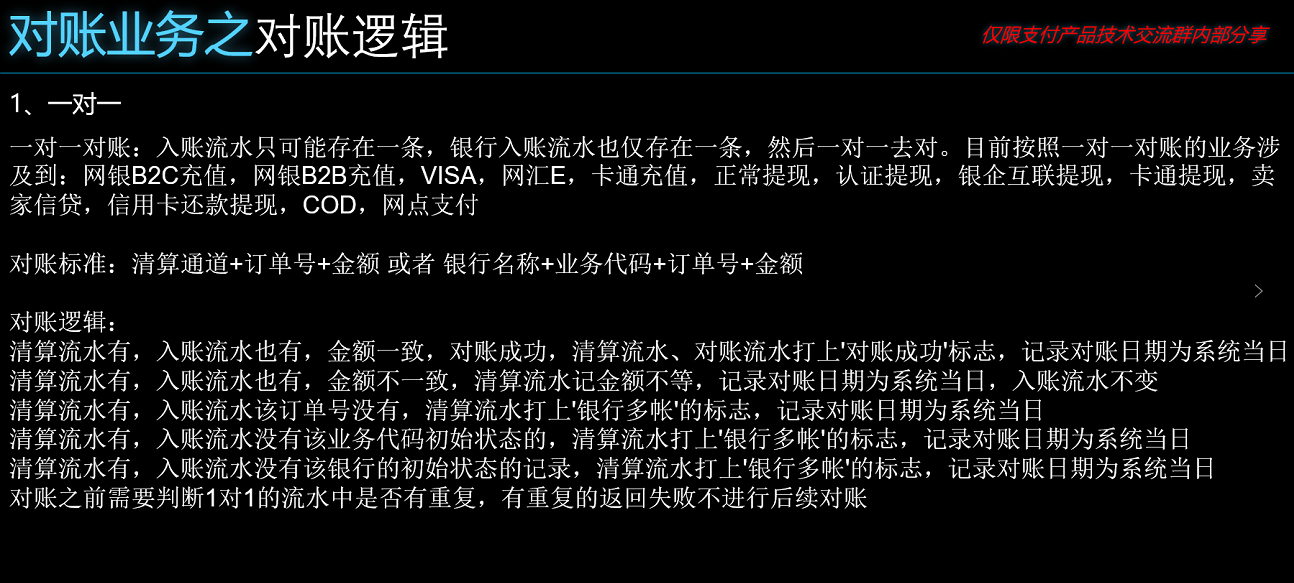 对账业务之对账逻辑
仅限支付产品技术交流群内部分享
1、一对一
一对一对账：入账流水只可能存在一条，银行入账流水也仅存在一条，然后一对一去对。目前按照一对一对账的业务涉
及到：网银B2C充值，网银B2B充值，VISA，网汇E，卡通充值，正常提现，认证提现，银企互联提现，卡通提现，卖
家信贷，信用卡还款提现，COD，网点支付
对账标准：清算通道+订单号+金额 或者 银行名称+业务代码+订单号+金额
对账逻辑：
清算流水有，入账流水也有，金额一致，对账成功，清算流水、对账流水打上'对账成功'标志，记录对账日期为系统当日
清算流水有，入账流水也有，金额不一致，清算流水记金额不等，记录对账日期为系统当日，入账流水不变
清算流水有，入账流水该订单号没有，清算流水打上'银行多帐'的标志，记录对账日期为系统当日
清算流水有，入账流水没有该业务代码初始状态的，清算流水打上'银行多帐'的标志，记录对账日期为系统当日
清算流水有，入账流水没有该银行的初始状态的记录，清算流水打上'银行多帐'的标志，记录对账日期为系统当日
对账之前需要判断1对1的流水中是否有重复，有重复的返回失败不进行后续对账